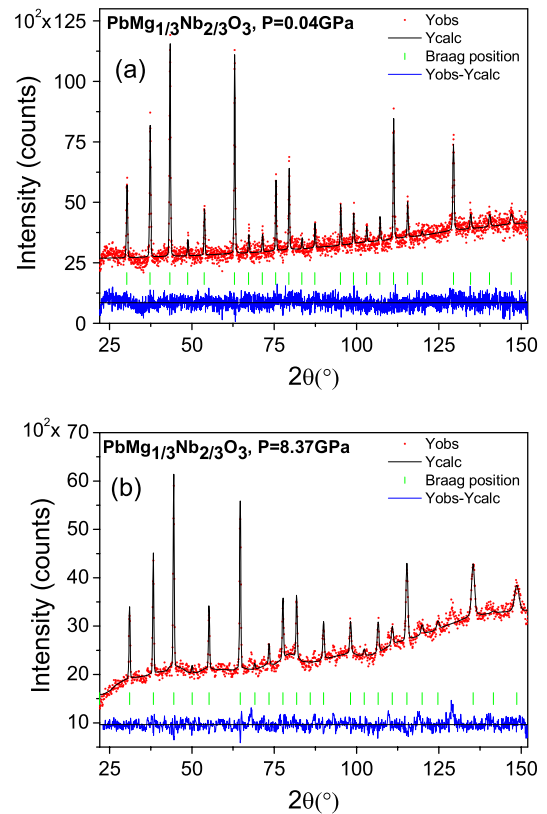 10²x 125
PbMg1/3Nb2/3O3, P=0.04GPa
(a)
Yobs
Ycalc
Braag position
Yobs-Ycalc
100
75
50
25
0
Intensity (counts)
25 50 75 100 125 150
2θ(°)
10²x 70
PbMg1/3Nb2/3O3, P=8.37GPa
(b)
Yobs
Ycalc
Braag position
Yobs-Ycalc
60
50
40
30
20
10
Intensity (counts)
25 50 75 100 125 150
2θ(°)